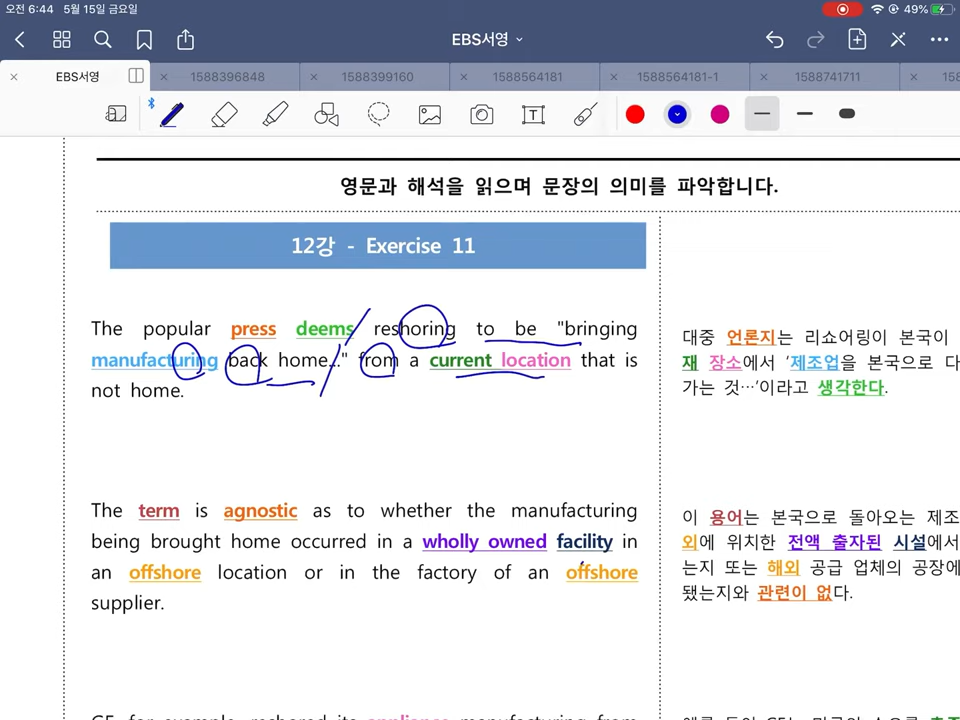 오전 6:44 5월 15일 금요일
49%
EBS서영
EBS서영 1588396848 1588399160 1588564181 1588564181-1 1588741711 158
영문과 해석을 읽으며 문장의 의미를 파악합니다.
12강 - Exercise 11
The popular press deems reshoring to be "bringing
manufacturing back home..." from a current location that is
not home.
대중 언론지는 리쇼어링이 본국이
재 장소에서 '제조업을 본국으로 다
가는 것…'이라고 생각한다.
The term is agnostic as to whether the manufacturing
being brought home occurred in a wholly owned facility in
an offshore location or in the factory of an offshore
supplier.
이 용어는 본국으로 돌아오는 제조
외에 위치한 전액 출자된 시설에서
는지 또는 해외 공급 업체의 공장에
됐는지와 관련이 없다.
GE, for example, reshored its appliance manufacturing from